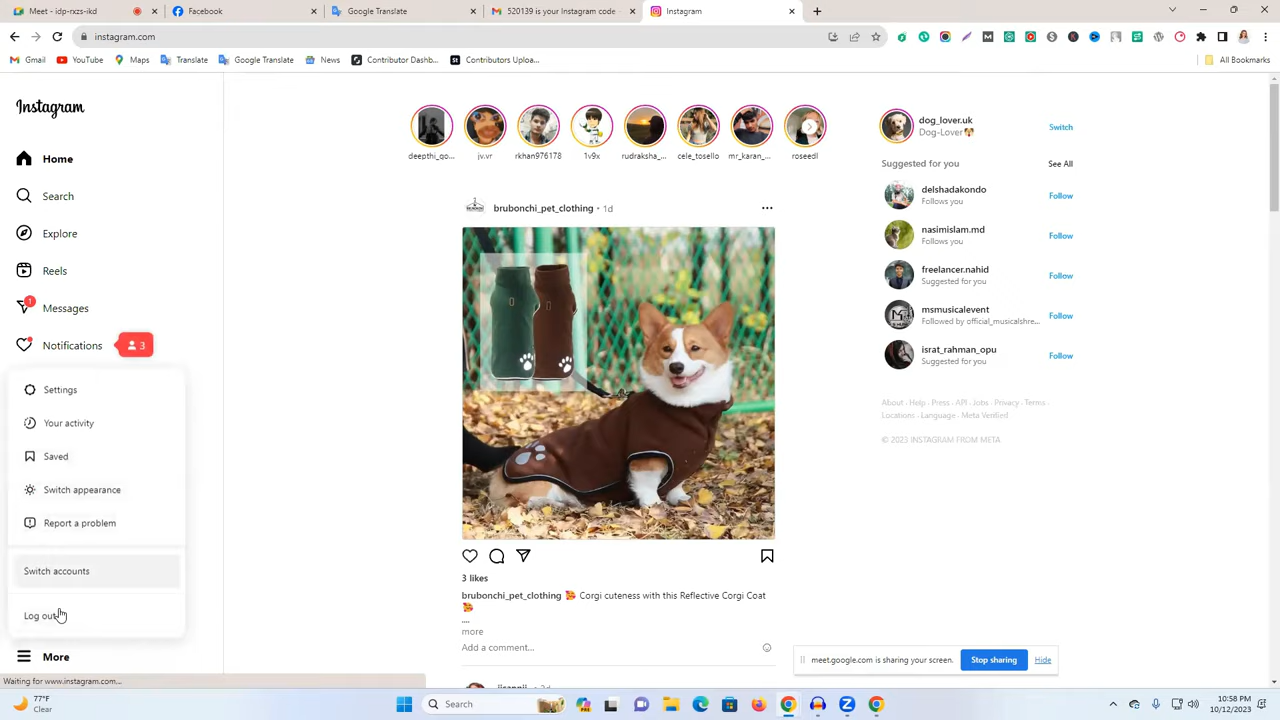 Meet - ixp-rxzs-ikd
Facebook
Google Translate
520139 is your Instagram code
Instagram
instagram.com
Gmail
YouTube
Maps
Translate
Google Translate
News
Contributor Dashb...
Contributors Uploa...
All Bookmarks
Instagram
Home
Search
Explore
Reels
1
Messages
Notifications
3
Settings
Your activity
Saved
Switch appearance
Report a problem
Switch accounts
Log out
More
deepthi_qo...
jv.vr
rkhan976178
1v9x
rudraksha_...
cele_tosello
mr_karan_...
roseedl
brubonchi_pet_clothing • 1d
3 likes
brubonchi_pet_clothing 🥰 Corgi cuteness with this Reflective Corgi Coat
🥰
....
more
Add a comment...
dog_lover.uk
Dog-Lover🐶
Switch
Suggested for you
See All
delshadakondo
Follows you
Follow
nasimislam.md
Follows you
Follow
freelancer.nahid
Suggested for you
Follow
msmusicalevent
Followed by official_musicalshre...
Follow
israt_rahman_opu
Suggested for you
Follow
About · Help · Press · API · Jobs · Privacy · Terms ·
Locations · Language · Meta Verified
© 2023 INSTAGRAM FROM META
meet.google.com is sharing your screen.
Stop sharing
Hide
Waiting for www.instagram.com...
77°F
Clear
Search
10:58 PM
10/12/2023